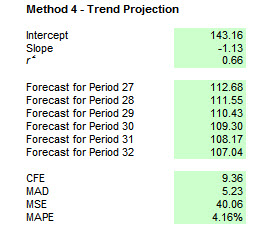 Method 4 - Trend Projection
Intercept 143.16
Slope -1.13
r² 0.66
Forecast for Period 27 112.68
Forecast for Period 28 111.55
Forecast for Period 29 110.43
Forecast for Period 30 109.30
Forecast for Period 31 108.17
Forecast for Period 32 107.04
CFE 9.36
MAD 5.23
MSE 40.06
MAPE 4.16%